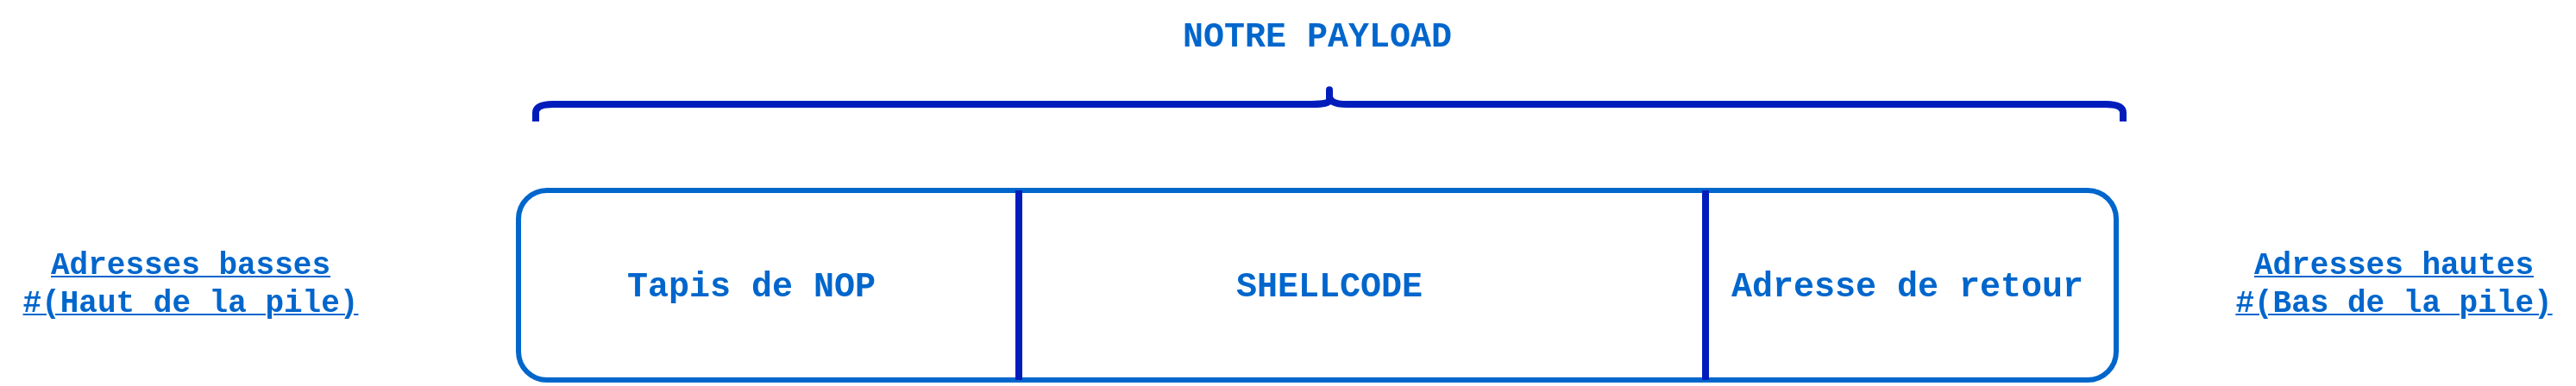 NOTRE PAYLOAD
Adresses basses
#(Haut de la pile)
Tapis de NOP
SHELLCODE
Adresse de retour
Adresses hautes
#(Bas de la pile)